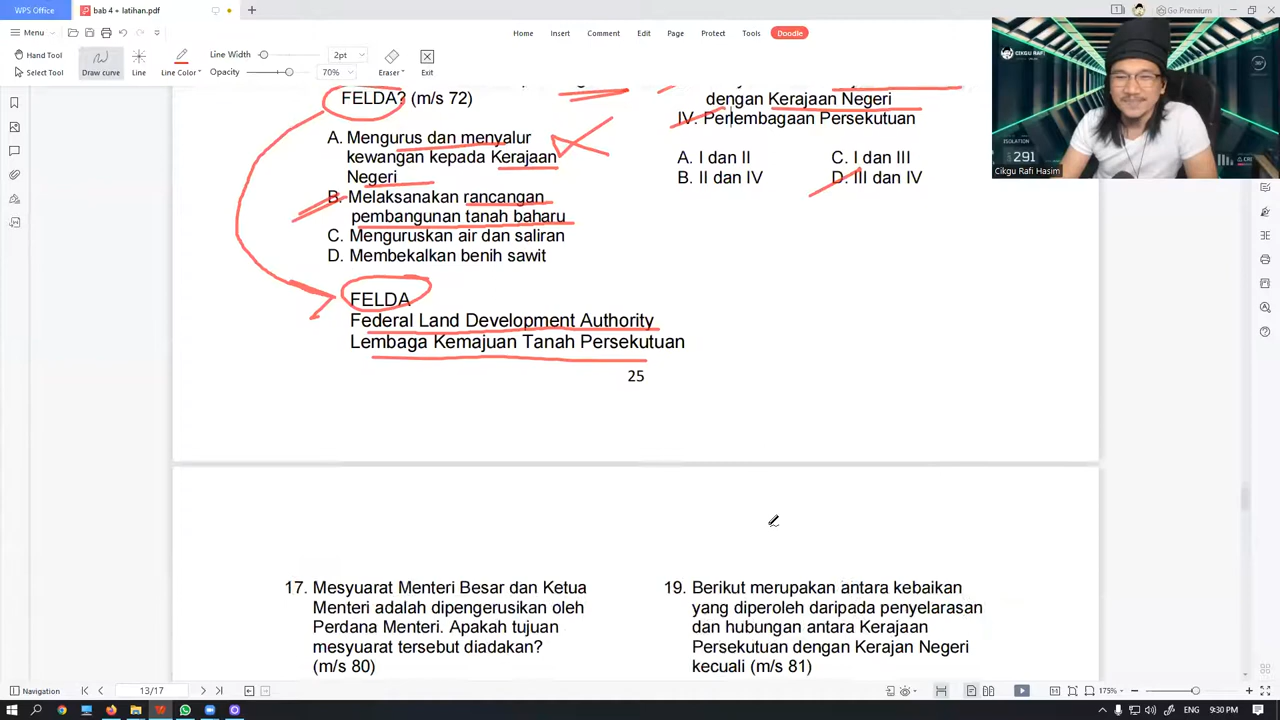 WPS Office
bab 4 + latihan.pdf
Go Premium
Menu
Home
Insert
Comment
Edit
Page
Protect
Tools
Doodle
Hand Tool
Select Tool
Draw curve
Line
Line Color
Line Width
2pt
Opacity
70%
Eraser
Exit
FELDA? (m/s 72)
A. Mengurus dan menyalur
kewangan kepada Kerajaan
Negeri
B. Melaksanakan rancangan
pembangunan tanah baharu
C. Menguruskan air dan saliran
D. Membekalkan benih sawit
FELDA
Federal Land Development Authority
Lembaga Kemajuan Tanah Persekutuan
dengan Kerajaan Negeri
IV. Perlembagaan Persekutuan
A. I dan II
C. I dan III
B. II dan IV
D. III dan IV
25
17. Mesyuarat Menteri Besar dan Ketua
Menteri adalah dipengerusikan oleh
Perdana Menteri. Apakah tujuan
mesyuarat tersebut diadakan?
(m/s 80)
19. Berikut merupakan antara kebaikan
yang diperoleh daripada penyelarasan
dan hubungan antara Kerajaan
Persekutuan dengan Kerajan Negeri
kecuali (m/s 81)
CIKGU RAFI
ISOLATION
291
Cikgu Rafi Hasim
Navigation
13/17
175%
9:30 PM